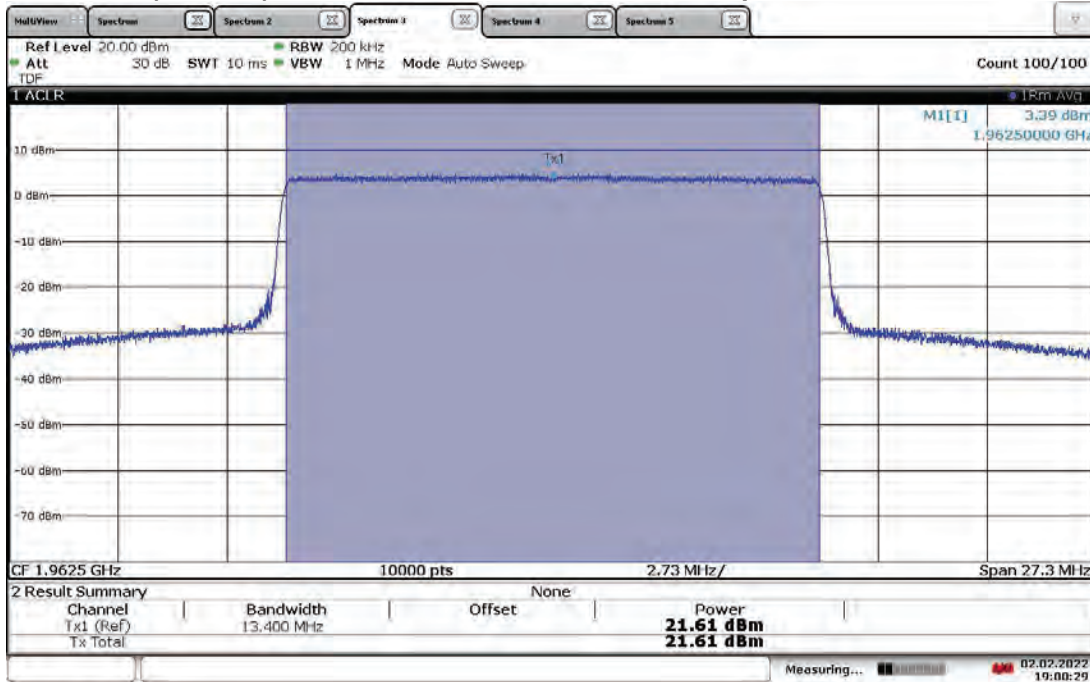 MultiView Spectrum Spectrum 2 Spectrum 3 Spectrum 4 Spectrum 5
Ref Level 20.00 dBm RBW 200 kHz
Att 30 dB SWT 10 ms VBW 1 MHz Mode Auto Sweep Count 100/100
TDF
1 ACLR 1Rm Avg
M1[1] 3.39 dBm
1.96250000 GHz
10 dBm
Tx1
0 dBm
-10 dBm
-20 dBm
-30 dBm
-40 dBm
-50 dBm
-60 dBm
-70 dBm
CF 1.9625 GHz 10000 pts 2.73 MHz/ Span 27.3 MHz
2 Result Summary None
Channel Bandwidth Offset Power
Tx1 (Ref) 13.400 MHz 21.61 dBm
Tx Total 21.61 dBm
Measuring... 02.02.2022
19:00:29